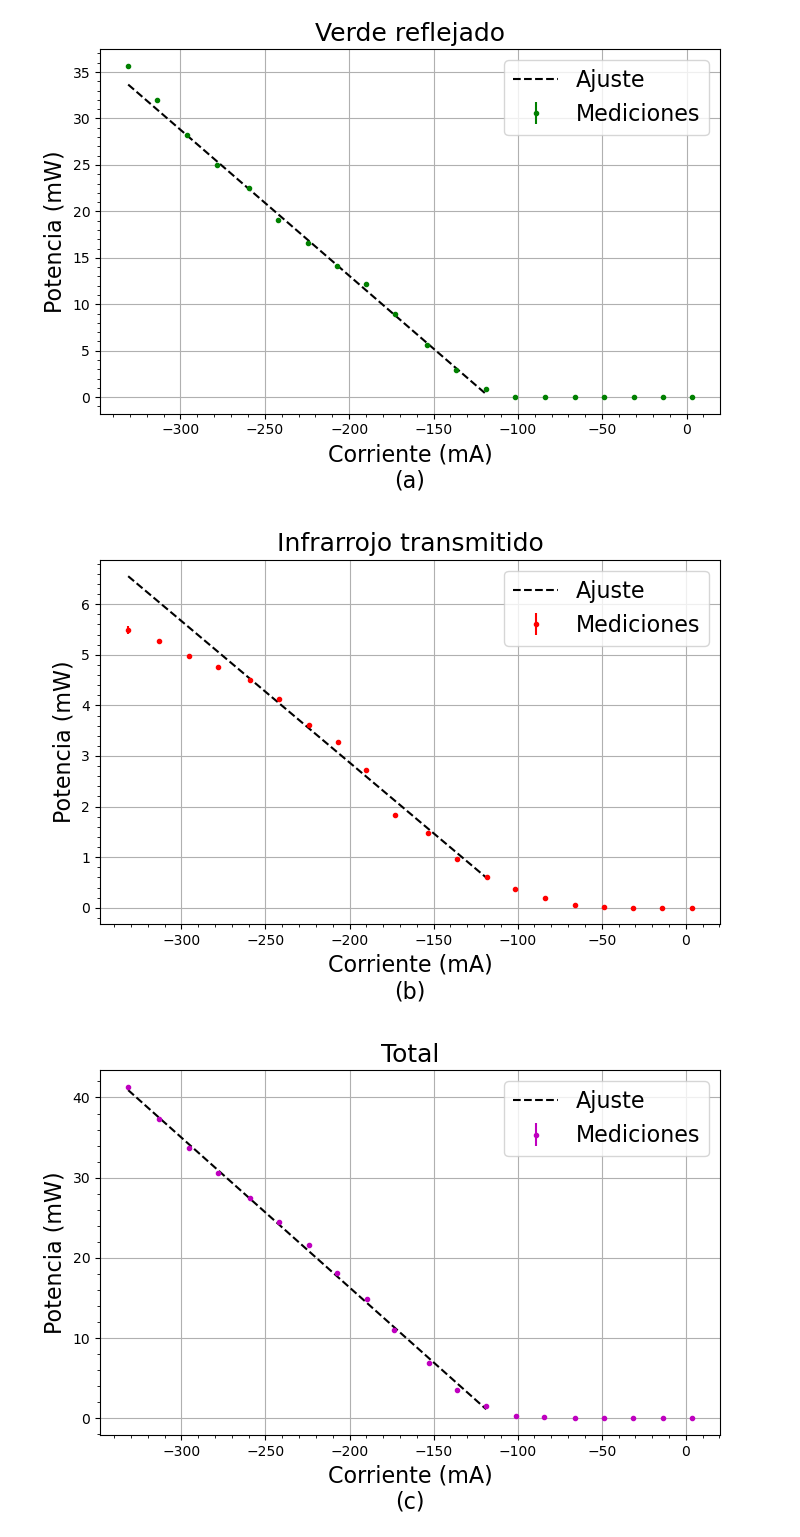 Verde reflejado
Ajuste
Mediciones
35
30
25
20
15
10
5
0
Potencia (mW)
−300 −250 −200 −150 −100 −50 0
Corriente (mA)
(a)
Infrarrojo transmitido
Ajuste
Mediciones
6
5
4
3
2
1
0
Potencia (mW)
−300 −250 −200 −150 −100 −50 0
Corriente (mA)
(b)
Total
Ajuste
Mediciones
40
30
20
10
0
Potencia (mW)
−300 −250 −200 −150 −100 −50 0
Corriente (mA)
(c)